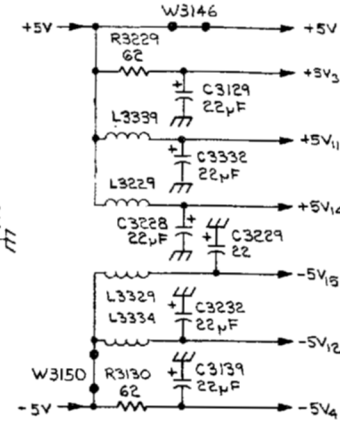 W3146
+5V
+5V
R3229
62
+5V3
C3129
22µF
+
L3339
+5V11
C3332
22µF
+
L3229
+5V14
C3228
22µF
+
C3229
22
+
-5V15
L3329
L3334
C3232
22µF
+
-5V12
W3150
R3130
62
C3139
22µF
+
-5V
-5V4